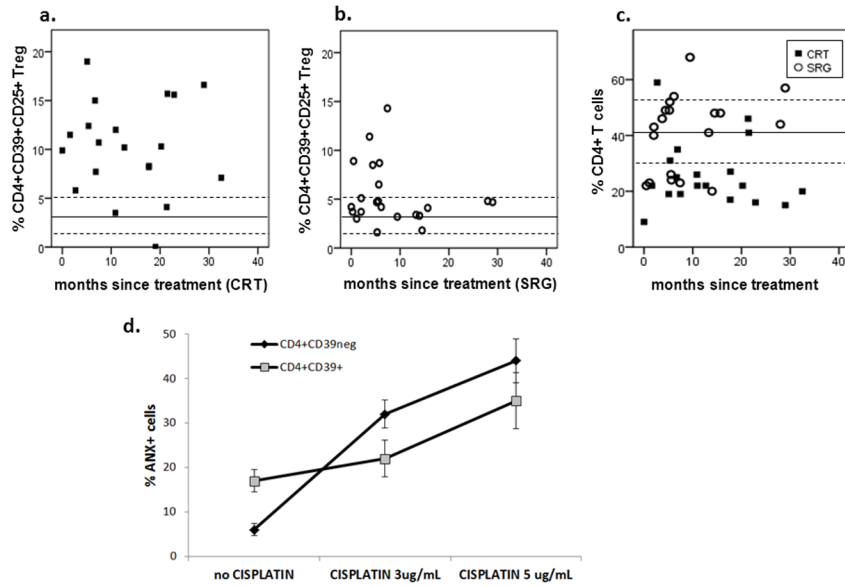 a.
% CD4+CD39+CD25+ Treg
20
15
10
5
0
0 10 20 30 40
months since treatment (CRT)
b.
% CD4+CD39+CD25+ Treg
20
15
10
5
0
0 10 20 30 40
months since treatment (SRG)
c.
% CD4+ T cells
60
40
20
0
CRT
SRG
0 10 20 30 40
months since treatment
d.
% ANX+ cells
50
40
30
20
10
0
CD4+CD39neg
CD4+CD39+
no CISPLATIN CISPLATIN 3ug/mL CISPLATIN 5 ug/mL